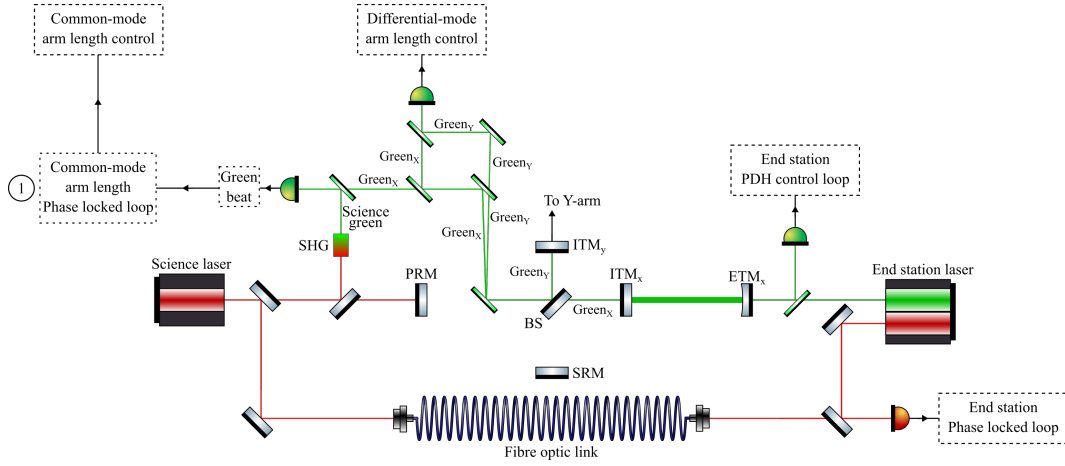 Common-mode
arm length control
Differential-mode
arm length control
Green_Y
Green_X
Green_Y
1
Common-mode
arm length
Phase locked loop
Green
beat
Green_X
Science
green
Green_X
Green_Y
End station
PDH control loop
To Y-arm
SHG
ITM_y
Science laser
PRM
Green_Y
ITM_x
ETM_x
End station laser
BS
Green_X
SRM
End station
Phase locked loop
Fibre optic link